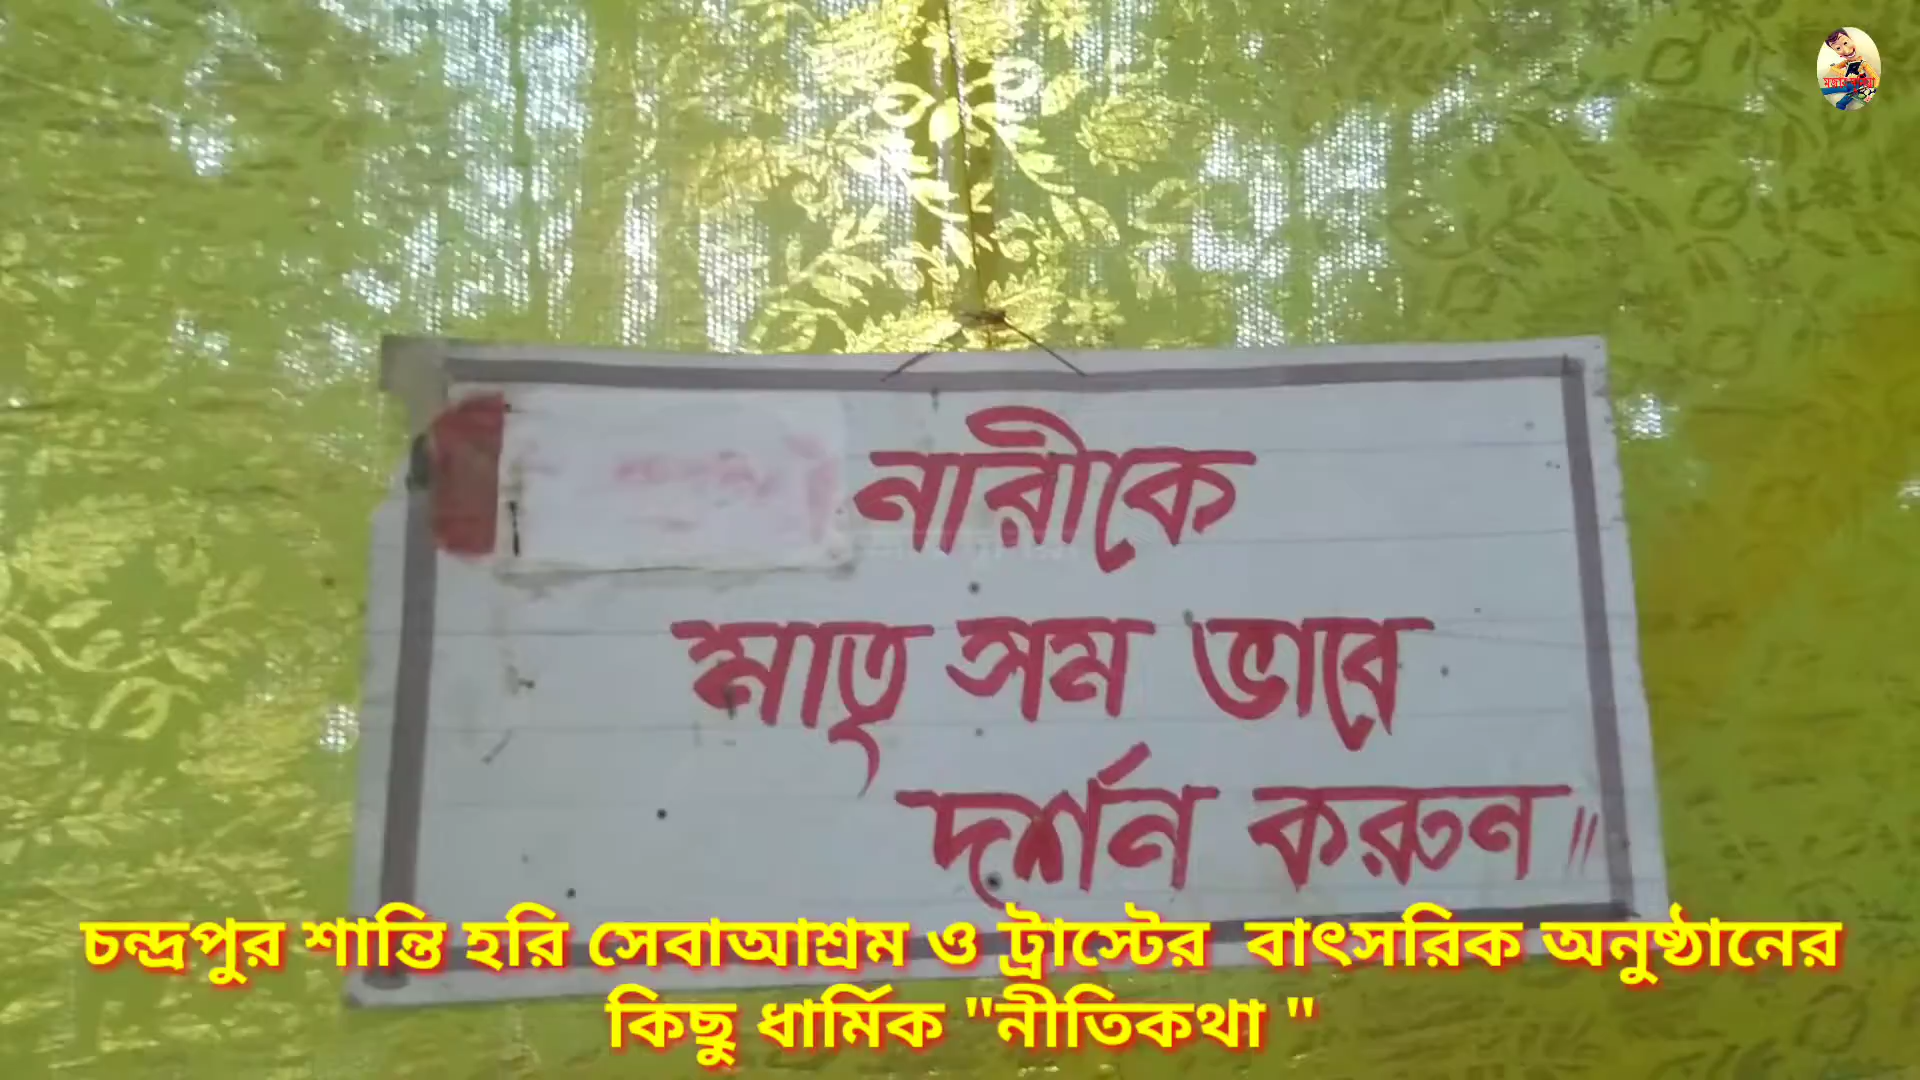 নারীকে
মাতৃ সম ভাবে
দর্শন করুন॥
চন্দ্রপুর শান্তি হরি সেবাআশ্রম ও ট্রাস্টের বাৎসরিক অনুষ্ঠানের
কিছু ধার্মিক "নীতিকথা "